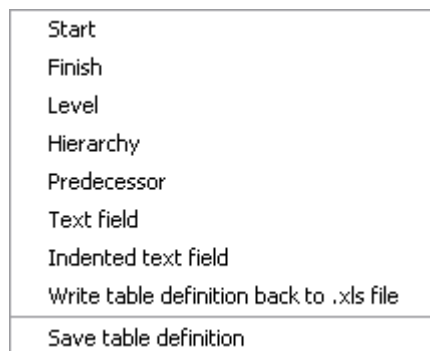 Start
Finish
Level
Hierarchy
Predecessor
Text field
Indented text field
Write table definition back to .xls file
Save table definition